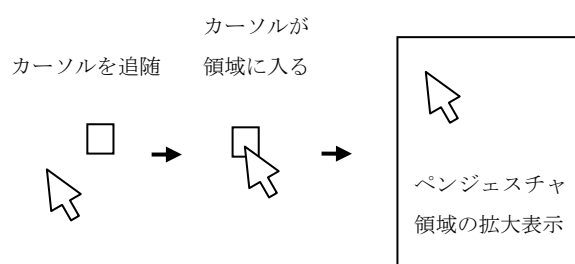 カーソルを追随
カーソルが
領域に入る
ペンジェスチャ
領域の拡大表示